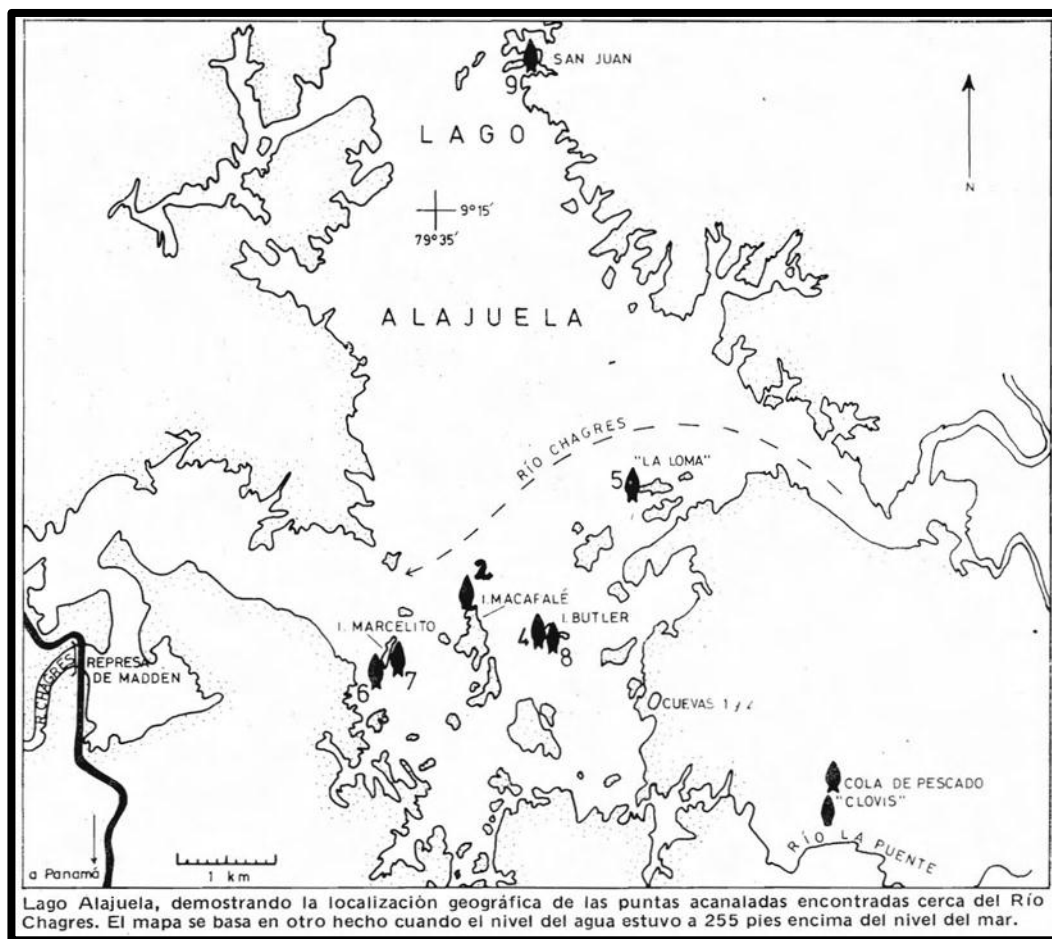 SAN JUAN
9
LAGO
N
9°15'
79°35'
ALAJUELA
RÍO CHAGRES
"LA LOMA"
5
2
I.MACAFALÉ
I. MARCELITO
I.BUTLER
4
8
6
7
REPRESA
DE MADDEN
R. CHAGRES
CUEVAS 1 y 2
COLA DE PESCADO
"CLOVIS"
RÍO LA PUENTE
a Panamá
1 km
Lago Alajuela, demostrando la localización geográfica de las puntas acanaladas encontradas cerca del Río
Chagres. El mapa se basa en otro hecho cuando el nivel del agua estuvo a 255 pies encima del nivel del mar.